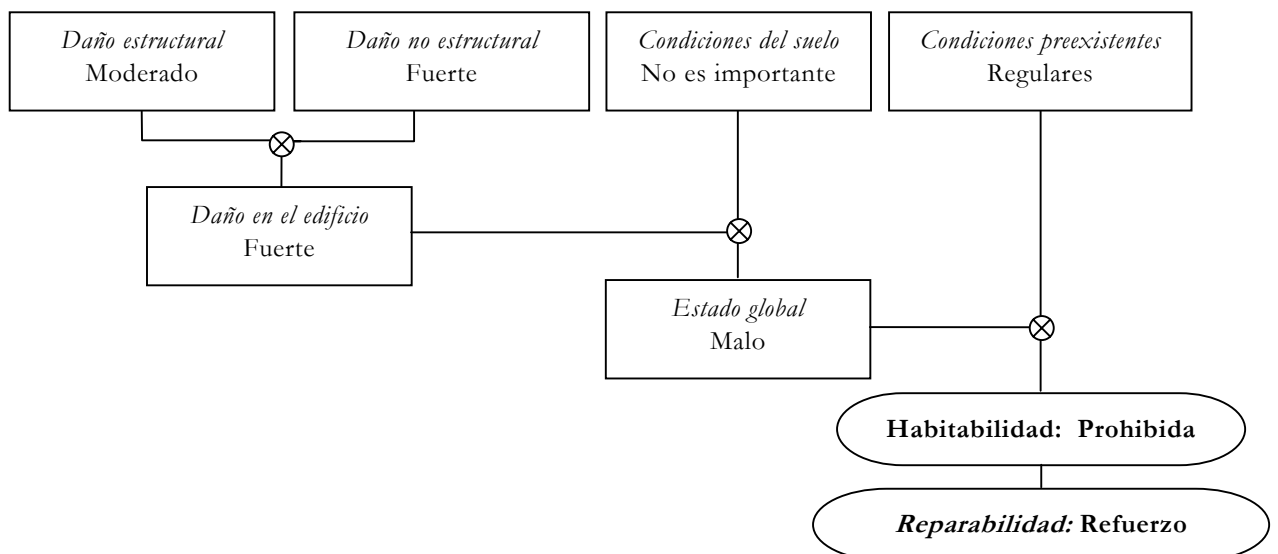 Daño estructural
Moderado
Daño no estructural
Fuerte
Condiciones del suelo
No es importante
Condiciones preexistentes
Regulares
Daño en el edificio
Fuerte
Estado global
Malo
Habitabilidad: Prohibida
Reparabilidad: Refuerzo